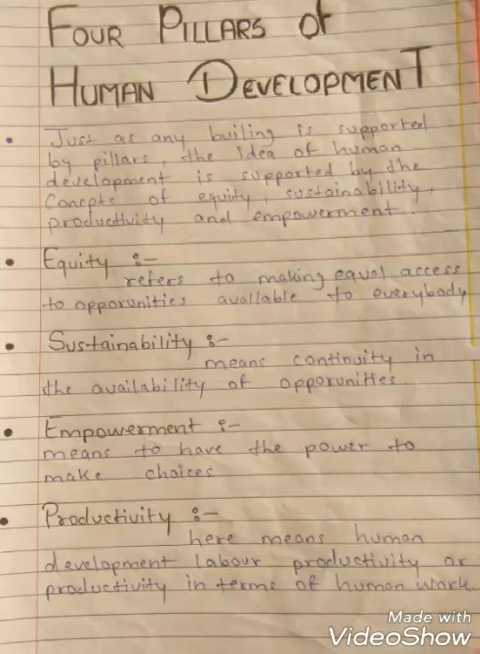 FOUR PILLARS of
HUMAN DEVELOPMENT
Just as any builing is supported
by pillars, the idea of human
development is supported by the
concpts of equity, sustainability,
productivity and empowerment.
Equity :-
refers to making equal access
to opporunities available to everybody
Sustainability :-
means continuity in
the availability of opporunities.
Empowerment :-
means to have the power to
make choices
Productivity :-
here means human
development labour productivity or
productivity in terms of human work
Made with
VideoShow